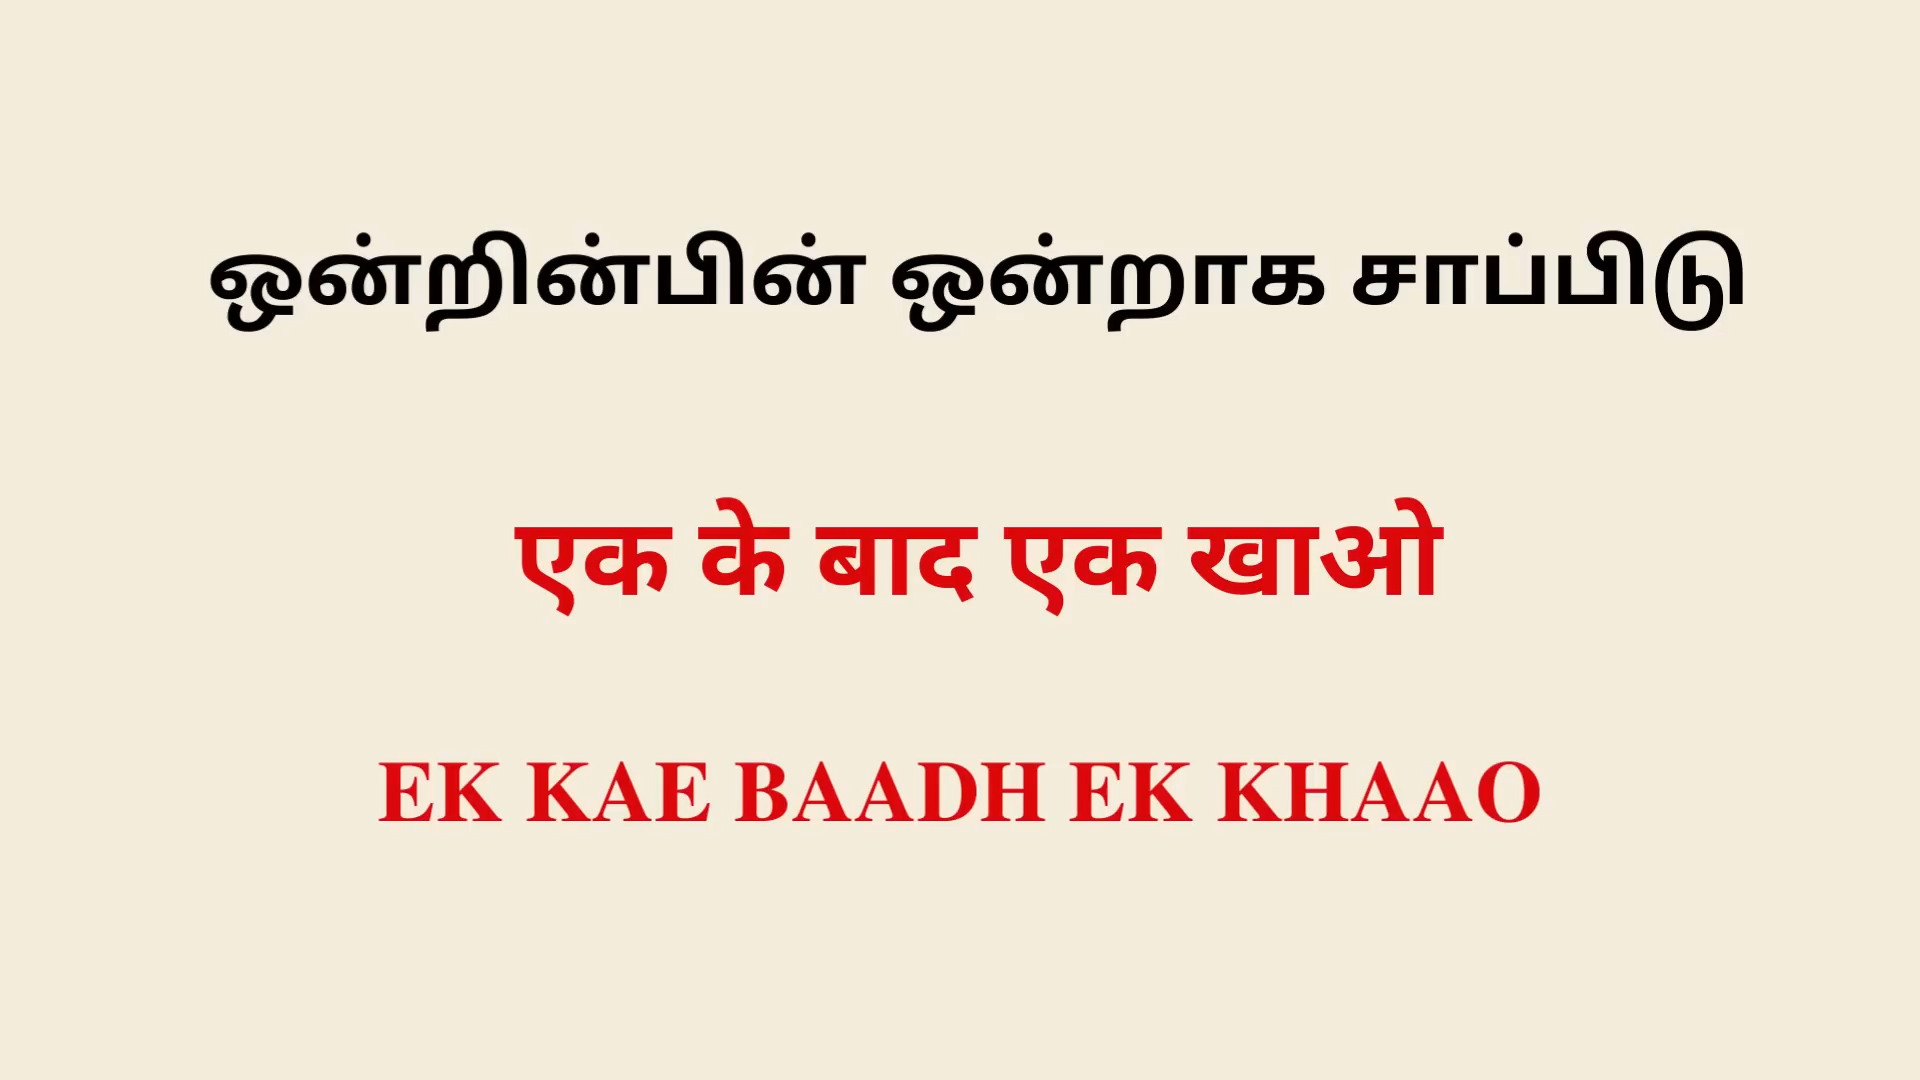 ஒன்றின்பின் ஒன்றாக சாப்பிடு
एक के बाद एक खाओ
EK KAE BAADH EK KHAAO